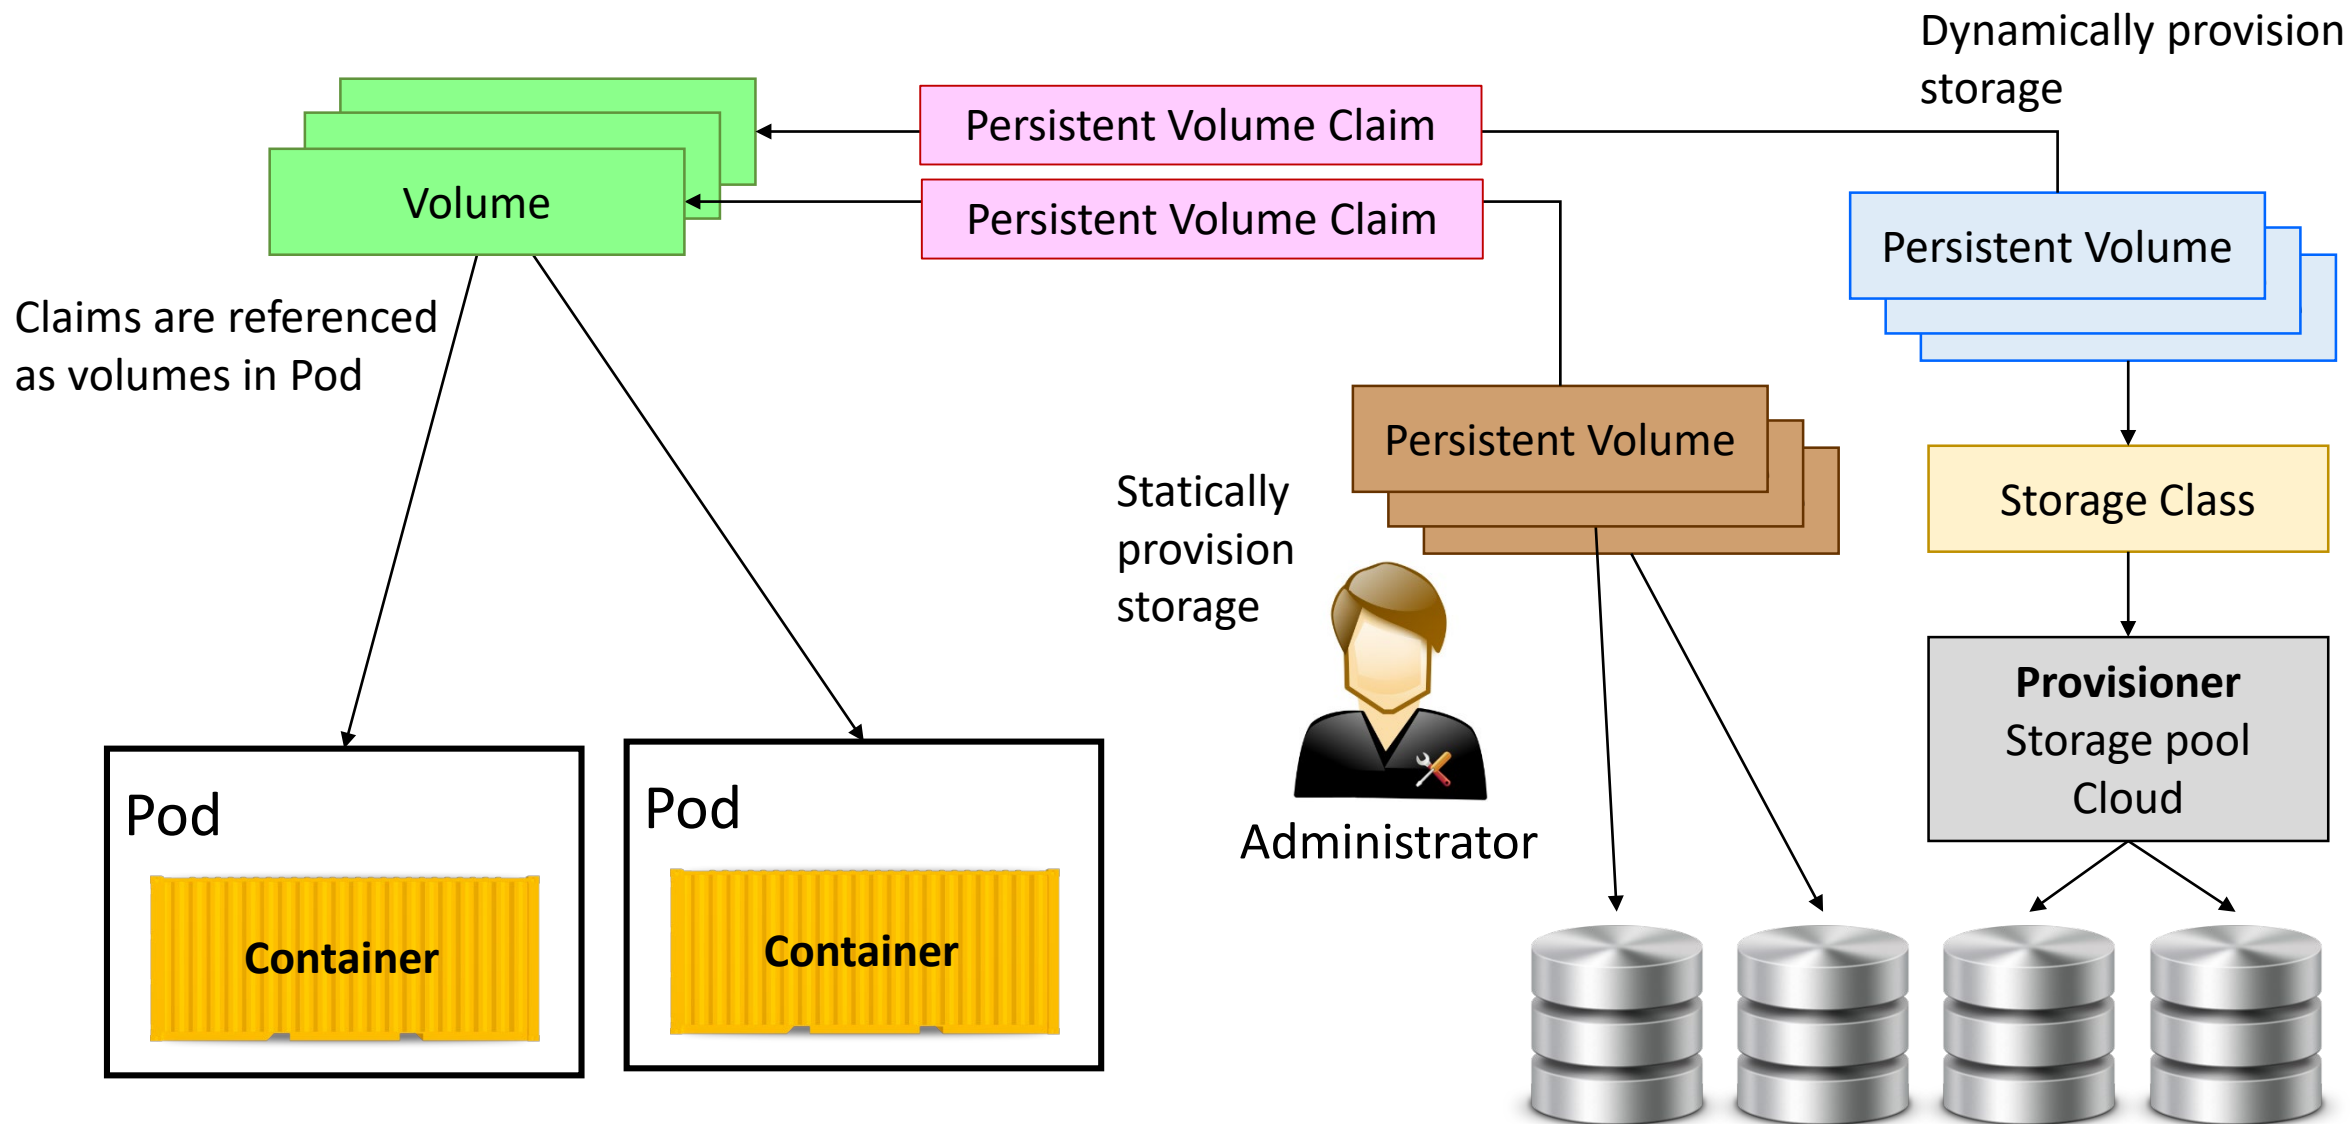 Dynamically provision
storage
Persistent Volume Claim
Volume
Persistent Volume Claim
Persistent Volume
Claims are referenced
as volumes in Pod
Persistent Volume
Statically
provision
storage
Storage Class
Provisioner
Storage pool
Cloud
Administrator
Pod
Container
Pod
Container